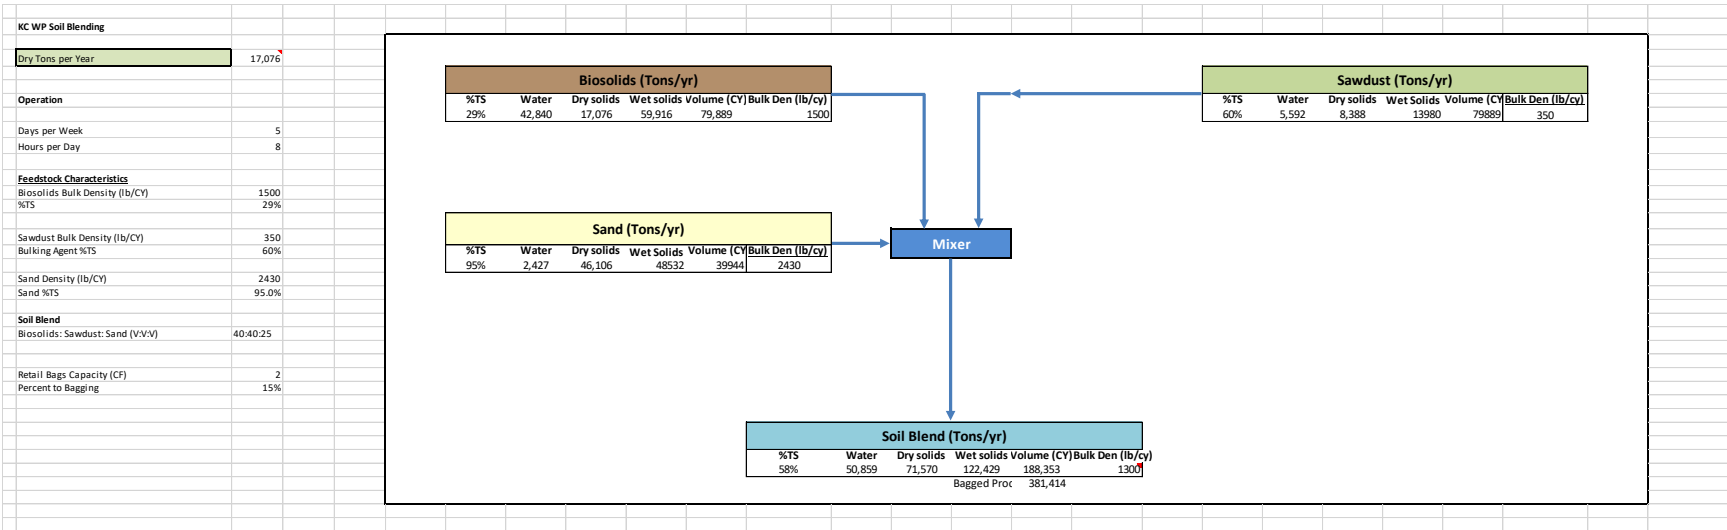 KC WP Soil Blending
Dry Tons per Year 17,076
Operation
Days per Week 5
Hours per Day 8
Feedstock Characteristics
Biosolids Bulk Density (lb/CY) 1500
%TS 29%
Sawdust Bulk Density (lb/CY) 350
Bulking Agent %TS 60%
Sand Density (lb/CY) 2430
Sand %TS 95.0%
Soil Blend
Biosolids: Sawdust: Sand (V:V:V) 40:40:25
Retail Bags Capacity (CF) 2
Percent to Bagging 15%
Biosolids (Tons/yr)
%TS Water Dry solids Wet solids Volume (CY) Bulk Den (lb/cy)
29% 42,840 17,076 59,916 79,889 1500
Sawdust (Tons/yr)
%TS Water Dry solids Wet Solids Volume (CY Bulk Den (lb/cy)
60% 5,592 8,388 13980 79889 350
Sand (Tons/yr)
%TS Water Dry solids Wet Solids Volume (CY Bulk Den (lb/cy)
95% 2,427 46,106 48532 39944 2430
Mixer
Soil Blend (Tons/yr)
%TS Water Dry solids Wet solids Volume (CY) Bulk Den (lb/cy)
58% 50,859 71,570 122,429 188,353 1300
Bagged Proc 381,414